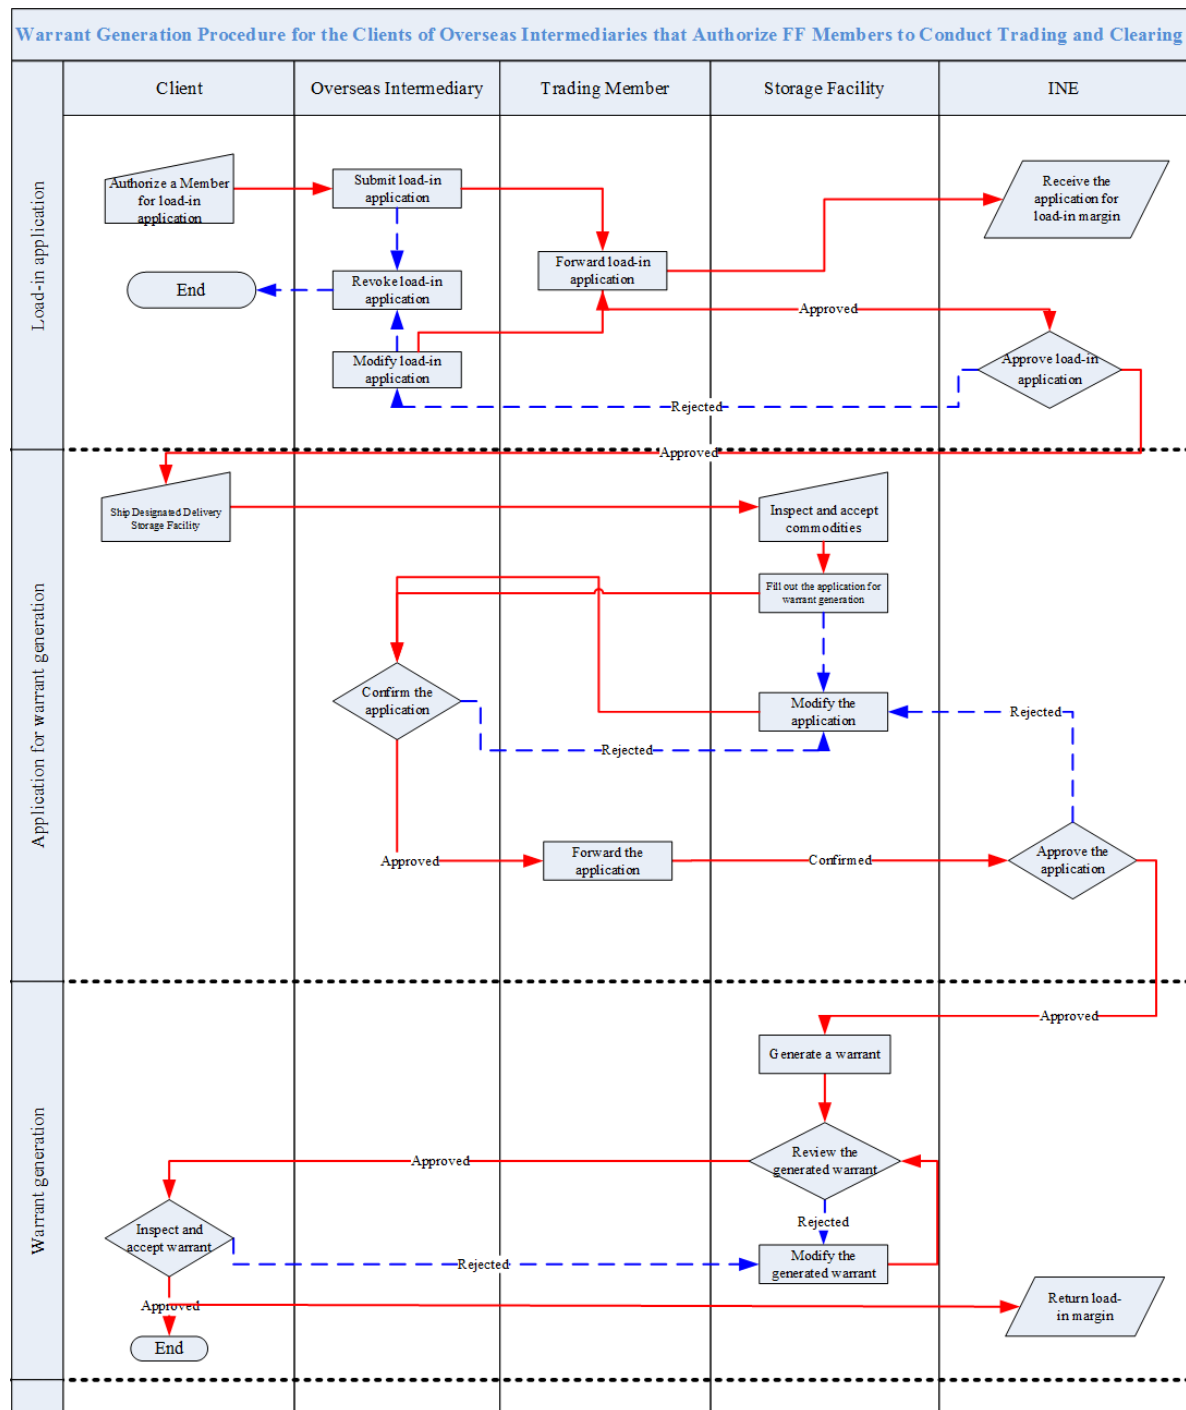 Warrant Generation Procedure for the Clients of Overseas Intermediaries that Authorize FF Members to Conduct Trading and Clearing
Client
Overseas Intermediary
Trading Member
Storage Facility
INE
Load-in application
Authorize a Member
for load-in
application
Submit load-in
application
Receive the
application for
load-in margin
Forward load-in
application
End
Revoke load-in
application
Approved
Modify load-in
application
Approve load-in
application
Rejected
Approved
Application for warrant generation
Ship Designated Delivery
Storage Facility
Inspect and accept
commodities
Fill out the application for
warrant generation
Confirm the
application
Modify the
application
Rejected
Rejected
Approved
Forward the
application
Confirmed
Approve the
application
Warrant generation
Approved
Generate a warrant
Review the
generated warrant
Approved
Rejected
Inspect and
accept warrant
Rejected
Modify the
generated warrant
Approved
Return load-
in margin
End